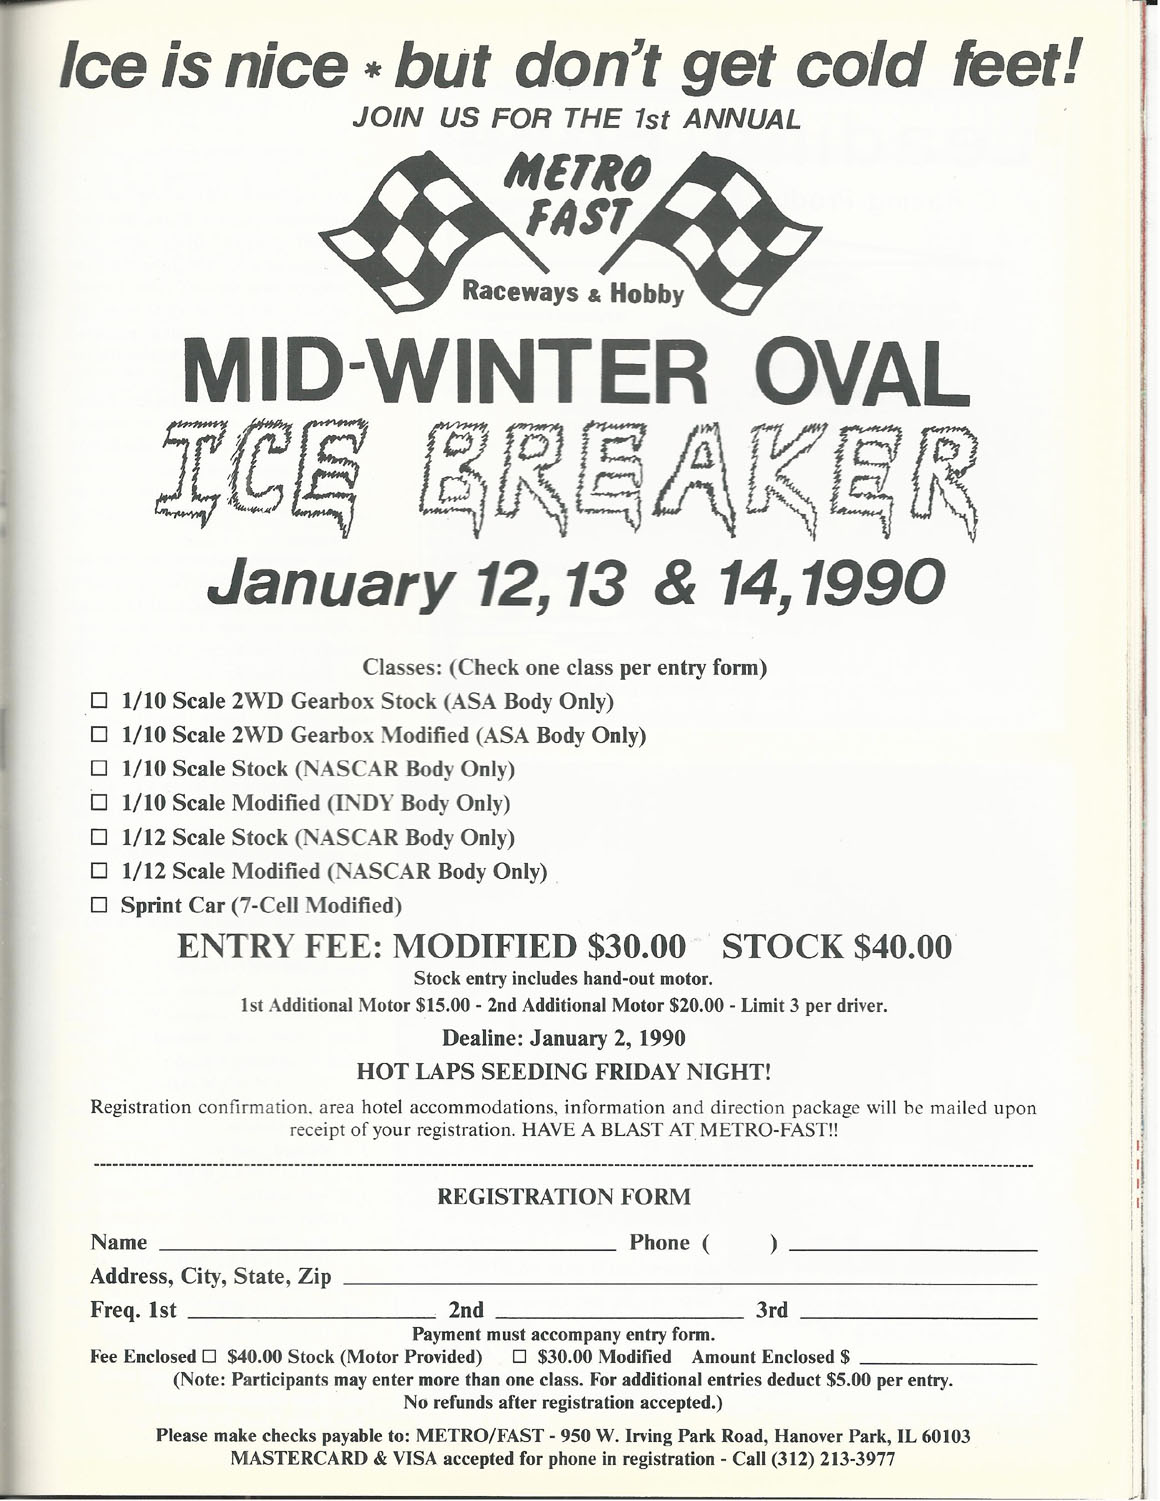 Ice is nice * but don't get cold feet!
JOIN US FOR THE 1st ANNUAL
METRO
FAST
Raceways & Hobby
MID-WINTER OVAL
ICE BREAKER
January 12, 13 & 14, 1990
Classes: (Check one class per entry form)
☐ 1/10 Scale 2WD Gearbox Stock (ASA Body Only)
☐ 1/10 Scale 2WD Gearbox Modified (ASA Body Only)
☐ 1/10 Scale Stock (NASCAR Body Only)
☐ 1/10 Scale Modified (INDY Body Only)
☐ 1/12 Scale Stock (NASCAR Body Only)
☐ 1/12 Scale Modified (NASCAR Body Only)
☐ Sprint Car (7-Cell Modified)
ENTRY FEE: MODIFIED $30.00 STOCK $40.00
Stock entry includes hand-out motor.
1st Additional Motor $15.00 - 2nd Additional Motor $20.00 - Limit 3 per driver.
Dealine: January 2, 1990
HOT LAPS SEEDING FRIDAY NIGHT!
Registration confirmation, area hotel accommodations, information and direction package will be mailed upon
receipt of your registration. HAVE A BLAST AT METRO-FAST!!
REGISTRATION FORM
Name ____ Phone ( ) ____
Address, City, State, Zip ____
Freq. 1st ____ 2nd ____ 3rd ____
Payment must accompany entry form.
Fee Enclosed ☐ $40.00 Stock (Motor Provided) ☐ $30.00 Modified Amount Enclosed $ ____
(Note: Participants may enter more than one class. For additional entries deduct $5.00 per entry.
No refunds after registration accepted.)
Please make checks payable to: METRO/FAST - 950 W. Irving Park Road, Hanover Park, IL 60103
MASTERCARD & VISA accepted for phone in registration - Call (312) 213-3977